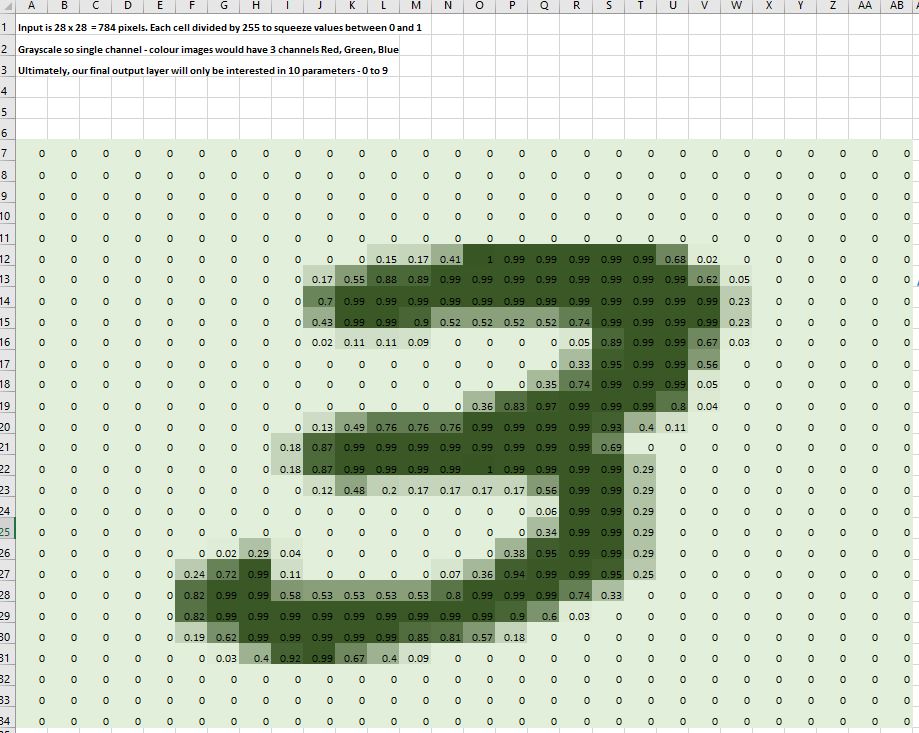 A B C D E F G H I J K L M N O P Q R S T U V W X Y Z AA AB
1 Input is 28 x 28 = 784 pixels. Each cell divided by 255 to squeeze values between 0 and 1
2 Grayscale so single channel - colour images would have 3 channels Red, Green, Blue
3 Ultimately, our final output layer will only be interested in 10 parameters - 0 to 9
4
5
6
7 0 0 0 0 0 0 0 0 0 0 0 0 0 0 0 0 0 0 0 0 0 0 0 0 0 0 0 0
8 0 0 0 0 0 0 0 0 0 0 0 0 0 0 0 0 0 0 0 0 0 0 0 0 0 0 0 0
9 0 0 0 0 0 0 0 0 0 0 0 0 0 0 0 0 0 0 0 0 0 0 0 0 0 0 0 0
10 0 0 0 0 0 0 0 0 0 0 0 0 0 0 0 0 0 0 0 0 0 0 0 0 0 0 0 0
11 0 0 0 0 0 0 0 0 0 0 0 0 0 0 0 0 0 0 0 0 0 0 0 0 0 0 0 0
12 0 0 0 0 0 0 0 0 0 0 0 0.15 0.17 0.41 1 0.99 0.99 0.99 0.99 0.99 0.68 0.02 0 0 0 0 0 0
13 0 0 0 0 0 0 0 0 0 0.17 0.55 0.88 0.89 0.99 0.99 0.99 0.99 0.99 0.99 0.99 0.99 0.62 0.05 0 0 0 0 0
14 0 0 0 0 0 0 0 0 0 0.7 0.99 0.99 0.99 0.99 0.99 0.99 0.99 0.99 0.99 0.99 0.99 0.99 0.23 0 0 0 0 0
15 0 0 0 0 0 0 0 0 0 0.43 0.99 0.99 0.9 0.52 0.52 0.52 0.52 0.74 0.99 0.99 0.99 0.99 0.23 0 0 0 0 0
16 0 0 0 0 0 0 0 0 0 0.02 0.11 0.11 0.09 0 0 0 0 0.05 0.89 0.99 0.99 0.67 0.03 0 0 0 0 0
17 0 0 0 0 0 0 0 0 0 0 0 0 0 0 0 0 0 0.33 0.95 0.99 0.99 0.56 0 0 0 0 0 0
18 0 0 0 0 0 0 0 0 0 0 0 0 0 0 0 0 0.35 0.74 0.99 0.99 0.99 0.05 0 0 0 0 0 0
19 0 0 0 0 0 0 0 0 0 0 0 0 0 0 0.36 0.83 0.97 0.99 0.99 0.99 0.8 0.04 0 0 0 0 0 0
20 0 0 0 0 0 0 0 0 0 0.13 0.49 0.76 0.76 0.76 0.99 0.99 0.99 0.99 0.93 0.4 0.11 0 0 0 0 0 0 0
21 0 0 0 0 0 0 0 0 0.18 0.87 0.99 0.99 0.99 0.99 0.99 0.99 0.99 0.99 0.69 0 0 0 0 0 0 0 0 0
22 0 0 0 0 0 0 0 0 0.18 0.87 0.99 0.99 0.99 0.99 1 0.99 0.99 0.99 0.99 0.29 0 0 0 0 0 0 0 0
23 0 0 0 0 0 0 0 0 0 0.12 0.48 0.2 0.17 0.17 0.17 0.17 0.56 0.99 0.99 0.29 0 0 0 0 0 0 0 0
24 0 0 0 0 0 0 0 0 0 0 0 0 0 0 0 0 0.06 0.99 0.99 0.29 0 0 0 0 0 0 0 0
25 0 0 0 0 0 0 0 0 0 0 0 0 0 0 0 0 0.34 0.99 0.99 0.29 0 0 0 0 0 0 0 0
26 0 0 0 0 0 0 0.02 0.29 0.04 0 0 0 0 0 0 0.38 0.95 0.99 0.99 0.29 0 0 0 0 0 0 0 0
27 0 0 0 0 0 0.24 0.72 0.99 0.11 0 0 0 0 0.07 0.36 0.94 0.99 0.99 0.95 0.25 0 0 0 0 0 0 0 0
28 0 0 0 0 0 0.82 0.99 0.99 0.58 0.53 0.53 0.53 0.53 0.8 0.99 0.99 0.99 0.74 0.33 0 0 0 0 0 0 0 0 0
29 0 0 0 0 0 0.82 0.99 0.99 0.99 0.99 0.99 0.99 0.99 0.99 0.99 0.9 0.6 0.03 0 0 0 0 0 0 0 0 0 0
30 0 0 0 0 0 0.19 0.62 0.99 0.99 0.99 0.99 0.99 0.85 0.81 0.57 0.18 0 0 0 0 0 0 0 0 0 0 0 0
31 0 0 0 0 0 0 0.03 0.4 0.92 0.99 0.67 0.4 0.09 0 0 0 0 0 0 0 0 0 0 0 0 0 0 0
32 0 0 0 0 0 0 0 0 0 0 0 0 0 0 0 0 0 0 0 0 0 0 0 0 0 0 0 0
33 0 0 0 0 0 0 0 0 0 0 0 0 0 0 0 0 0 0 0 0 0 0 0 0 0 0 0 0
34 0 0 0 0 0 0 0 0 0 0 0 0 0 0 0 0 0 0 0 0 0 0 0 0 0 0 0 0